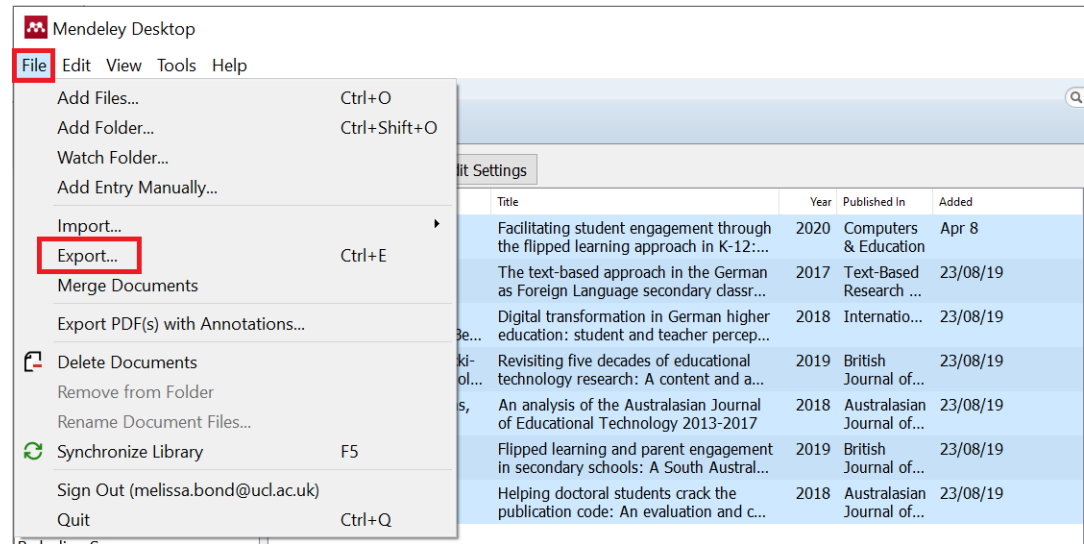 Mendeley Desktop
File Edit View Tools Help
Add Files... Ctrl+O
Add Folder... Ctrl+Shift+O
Watch Folder...
Add Entry Manually...
Import...
Export... Ctrl+E
Merge Documents
Export PDF(s) with Annotations...
Delete Documents
Remove from Folder
Rename Document Files...
Synchronize Library F5
Sign Out (melissa.bond@ucl.ac.uk)
Quit Ctrl+Q
dit Settings
Title Year Published In Added
Facilitating student engagement through 2020 Computers Apr 8
the flipped learning approach in K-12:... & Education
The text-based approach in the German 2017 Text-Based 23/08/19
as Foreign Language secondary classr... Research ...
Digital transformation in German higher 2018 Internatio... 23/08/19
Be... education: student and teacher percep...
ki- Revisiting five decades of educational 2019 British 23/08/19
ol... technology research: A content and a... Journal of...
s, An analysis of the Australasian Journal 2018 Australasian 23/08/19
of Educational Technology 2013-2017 Journal of...
Flipped learning and parent engagement 2019 British 23/08/19
in secondary schools: A South Austral... Journal of...
Helping doctoral students crack the 2018 Australasian 23/08/19
publication code: An evaluation and c... Journal of...